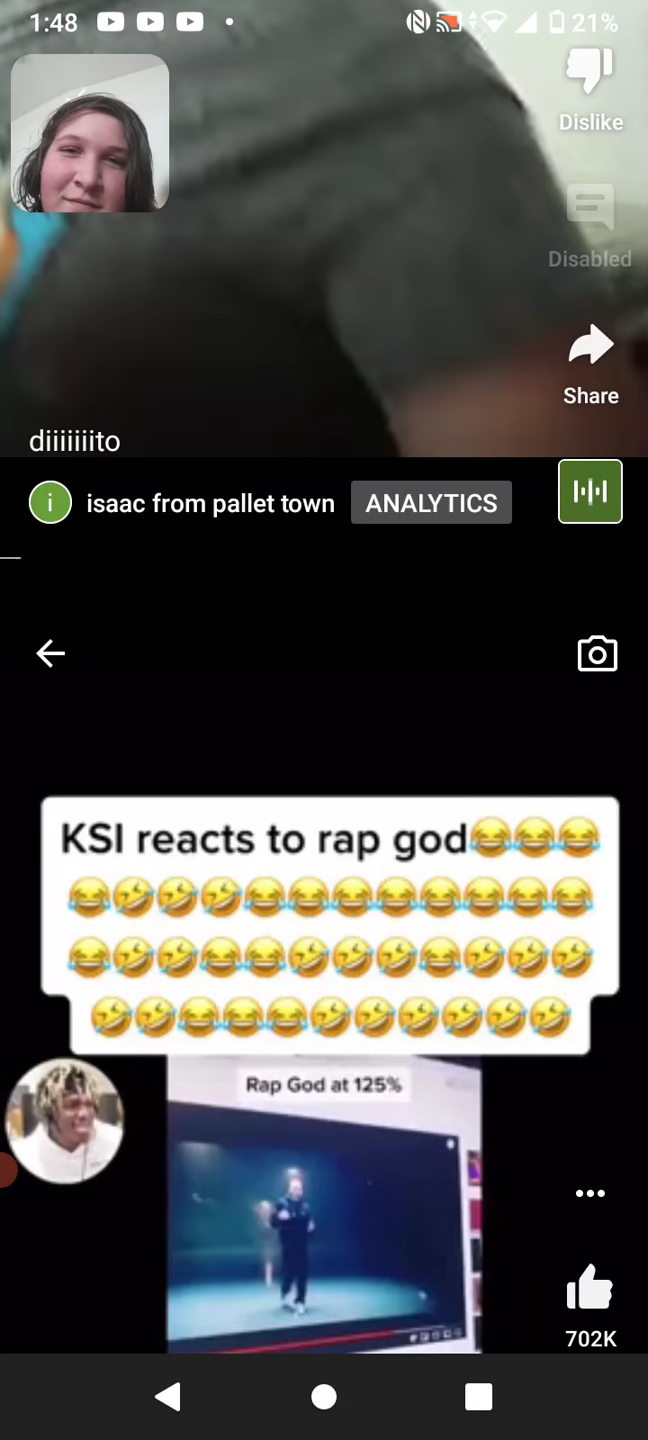 1:48
21%
Dislike
Disabled
Share
diiiiiiito
i isaac from pallet town ANALYTICS
KSI reacts to rap god😂😂😂
😂🤣🤣🤣😂😂😂😂😂😂😂😂
😂🤣🤣😂😂🤣🤣🤣😂🤣🤣🤣
🤣🤣😂😂😂🤣🤣🤣🤣🤣🤣
Rap God at 125%
702K